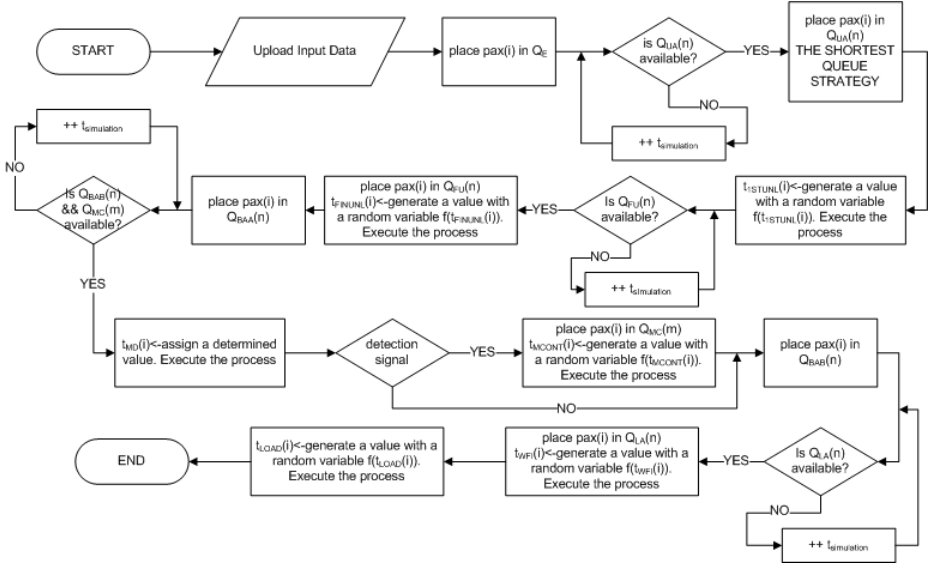 START
Upload Input Data
place pax(i) in Q_E
is Q_UA(n)
available?
YES
place pax(i) in
Q_UA(n)
THE SHORTEST
QUEUE
STRATEGY
NO
++ t_simulation
++ t_simulation
NO
Is Q_BAB(n)
&& Q_MC(m)
available?
YES
place pax(i) in
Q_BAA(n)
place pax(i) in Q_FU(n)
t_FINUNL(i)<-generate a value with
a random variable f(t_FINUNL(i)).
Execute the process
YES
Is Q_FU(n)
available?
NO
++ t_simulation
t_1STUNL(i)<-generate a value
with a random variable
f(t_1STUNL(i)). Execute the
process
t_MD(i)<-assign a determined
value. Execute the process
detection
signal
YES
NO
place pax(i) in Q_MC(m)
t_MCONT(i)<-generate a value with
a random variable f(t_MCONT(i)).
Execute the process
place pax(i) in
Q_BAB(n)
Is Q_LA(n)
available?
YES
NO
++ t_simulation
place pax(i) in Q_LA(n)
t_WFI(i)<-generate a value with a
random variable f(t_WFI(i)).
Execute the process
t_LOAD(i)<-generate a value with a
random variable f(t_LOAD(i)).
Execute the process
END